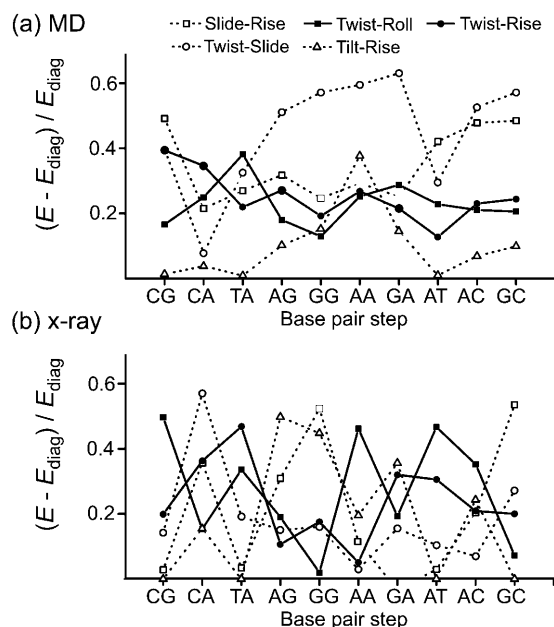 (a) MD
Slide-Rise Twist-Roll Twist-Rise
Twist-Slide Tilt-Rise
(E - Ediag) / Ediag
0.6
0.4
0.2
CG CA TA AG GG AA GA AT AC GC
Base pair step
(b) x-ray
(E - Ediag) / Ediag
0.6
0.4
0.2
CG CA TA AG GG AA GA AT AC GC
Base pair step